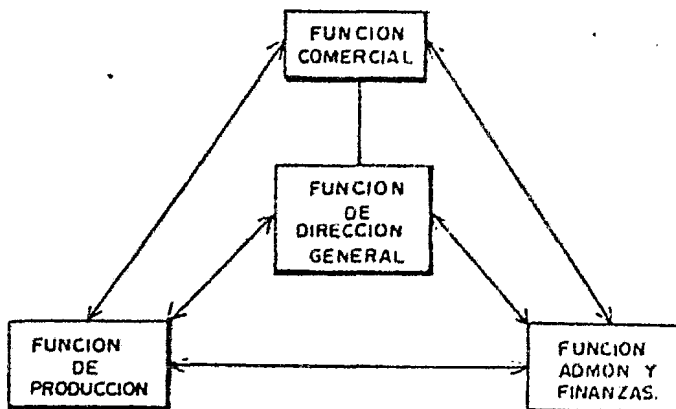 FUNCION
COMERCIAL
FUNCION
DE
DIRECCION
GENERAL
FUNCION
DE
PRODUCCION
FUNCION
ADMON Y
FINANZAS.